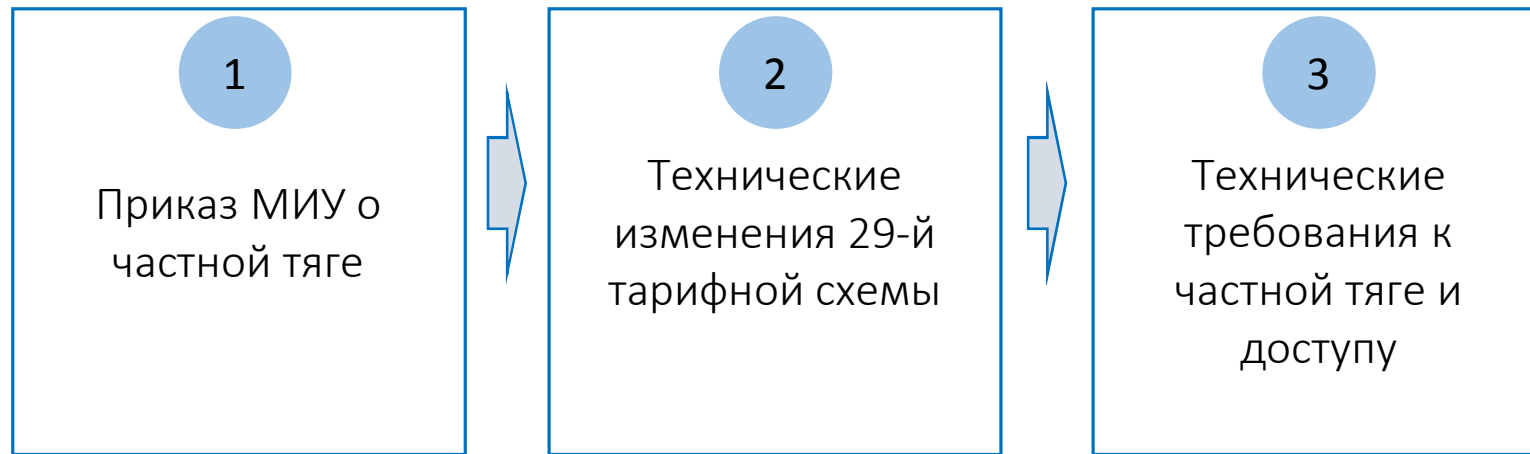 1
Приказ МИУ о
частной тяге
2
Технические
изменения 29-й
тарифной схемы
3
Технические
требования к
частной тяге и
доступу